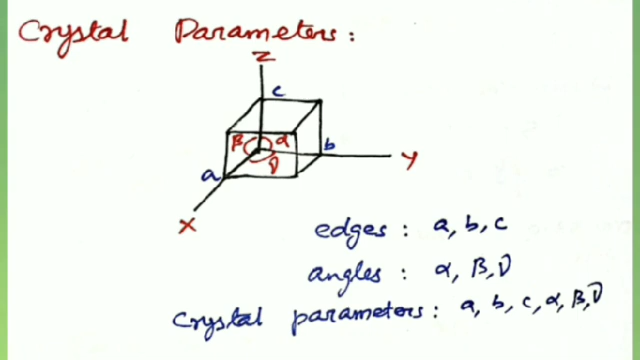 Crystal Parameters:
Z
c
β α
γ
b
a
Y
X
edges : a, b, c
angles : α, β, γ
Crystal parameters: a, b, c, α, β, γ